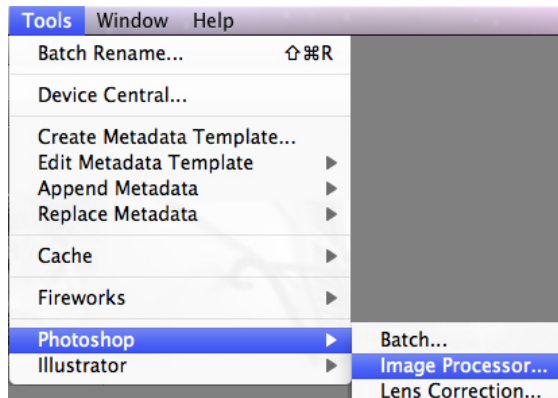 Tools Window Help
Batch Rename... ⇧⌘R
Device Central...
Create Metadata Template...
Edit Metadata Template
Append Metadata
Replace Metadata
Cache
Fireworks
Photoshop
Batch...
Illustrator
Image Processor...
Lens Correction...